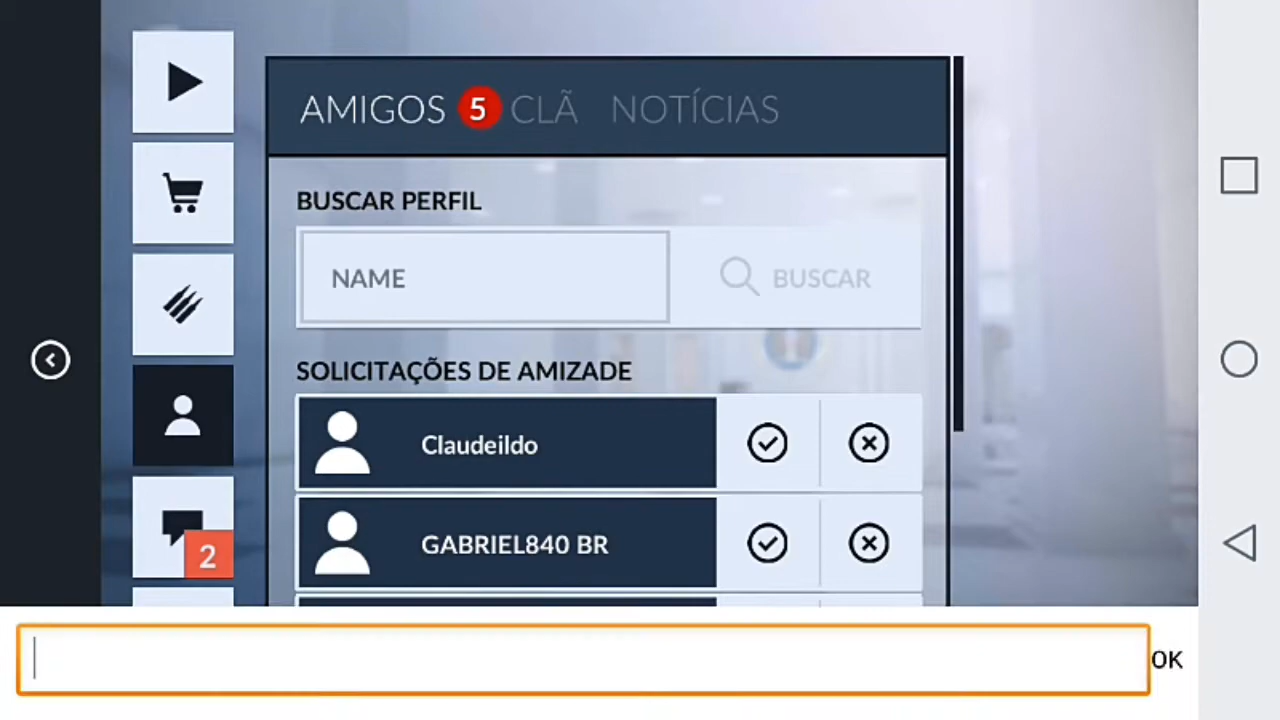 AMIGOS 5 CLÃ NOTÍCIAS
BUSCAR PERFIL
NAME BUSCAR
SOLICITAÇÕES DE AMIZADE
Claudeildo
GABRIEL840 BR
2
OK